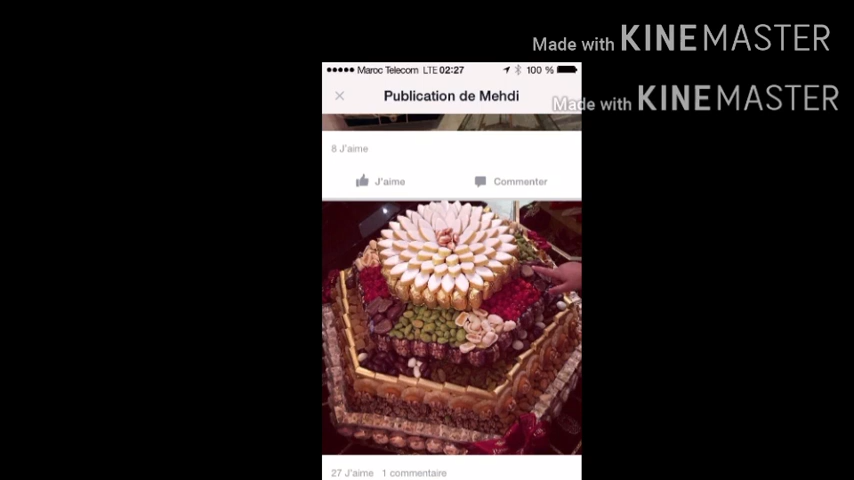 Made with KINEMASTER
Maroc Telecom LTE 02:27 100 %
Publication de Mehdi
Made with KINEMASTER
8 J'aime
J'aime Commenter
27 J'aime 1 commentaire